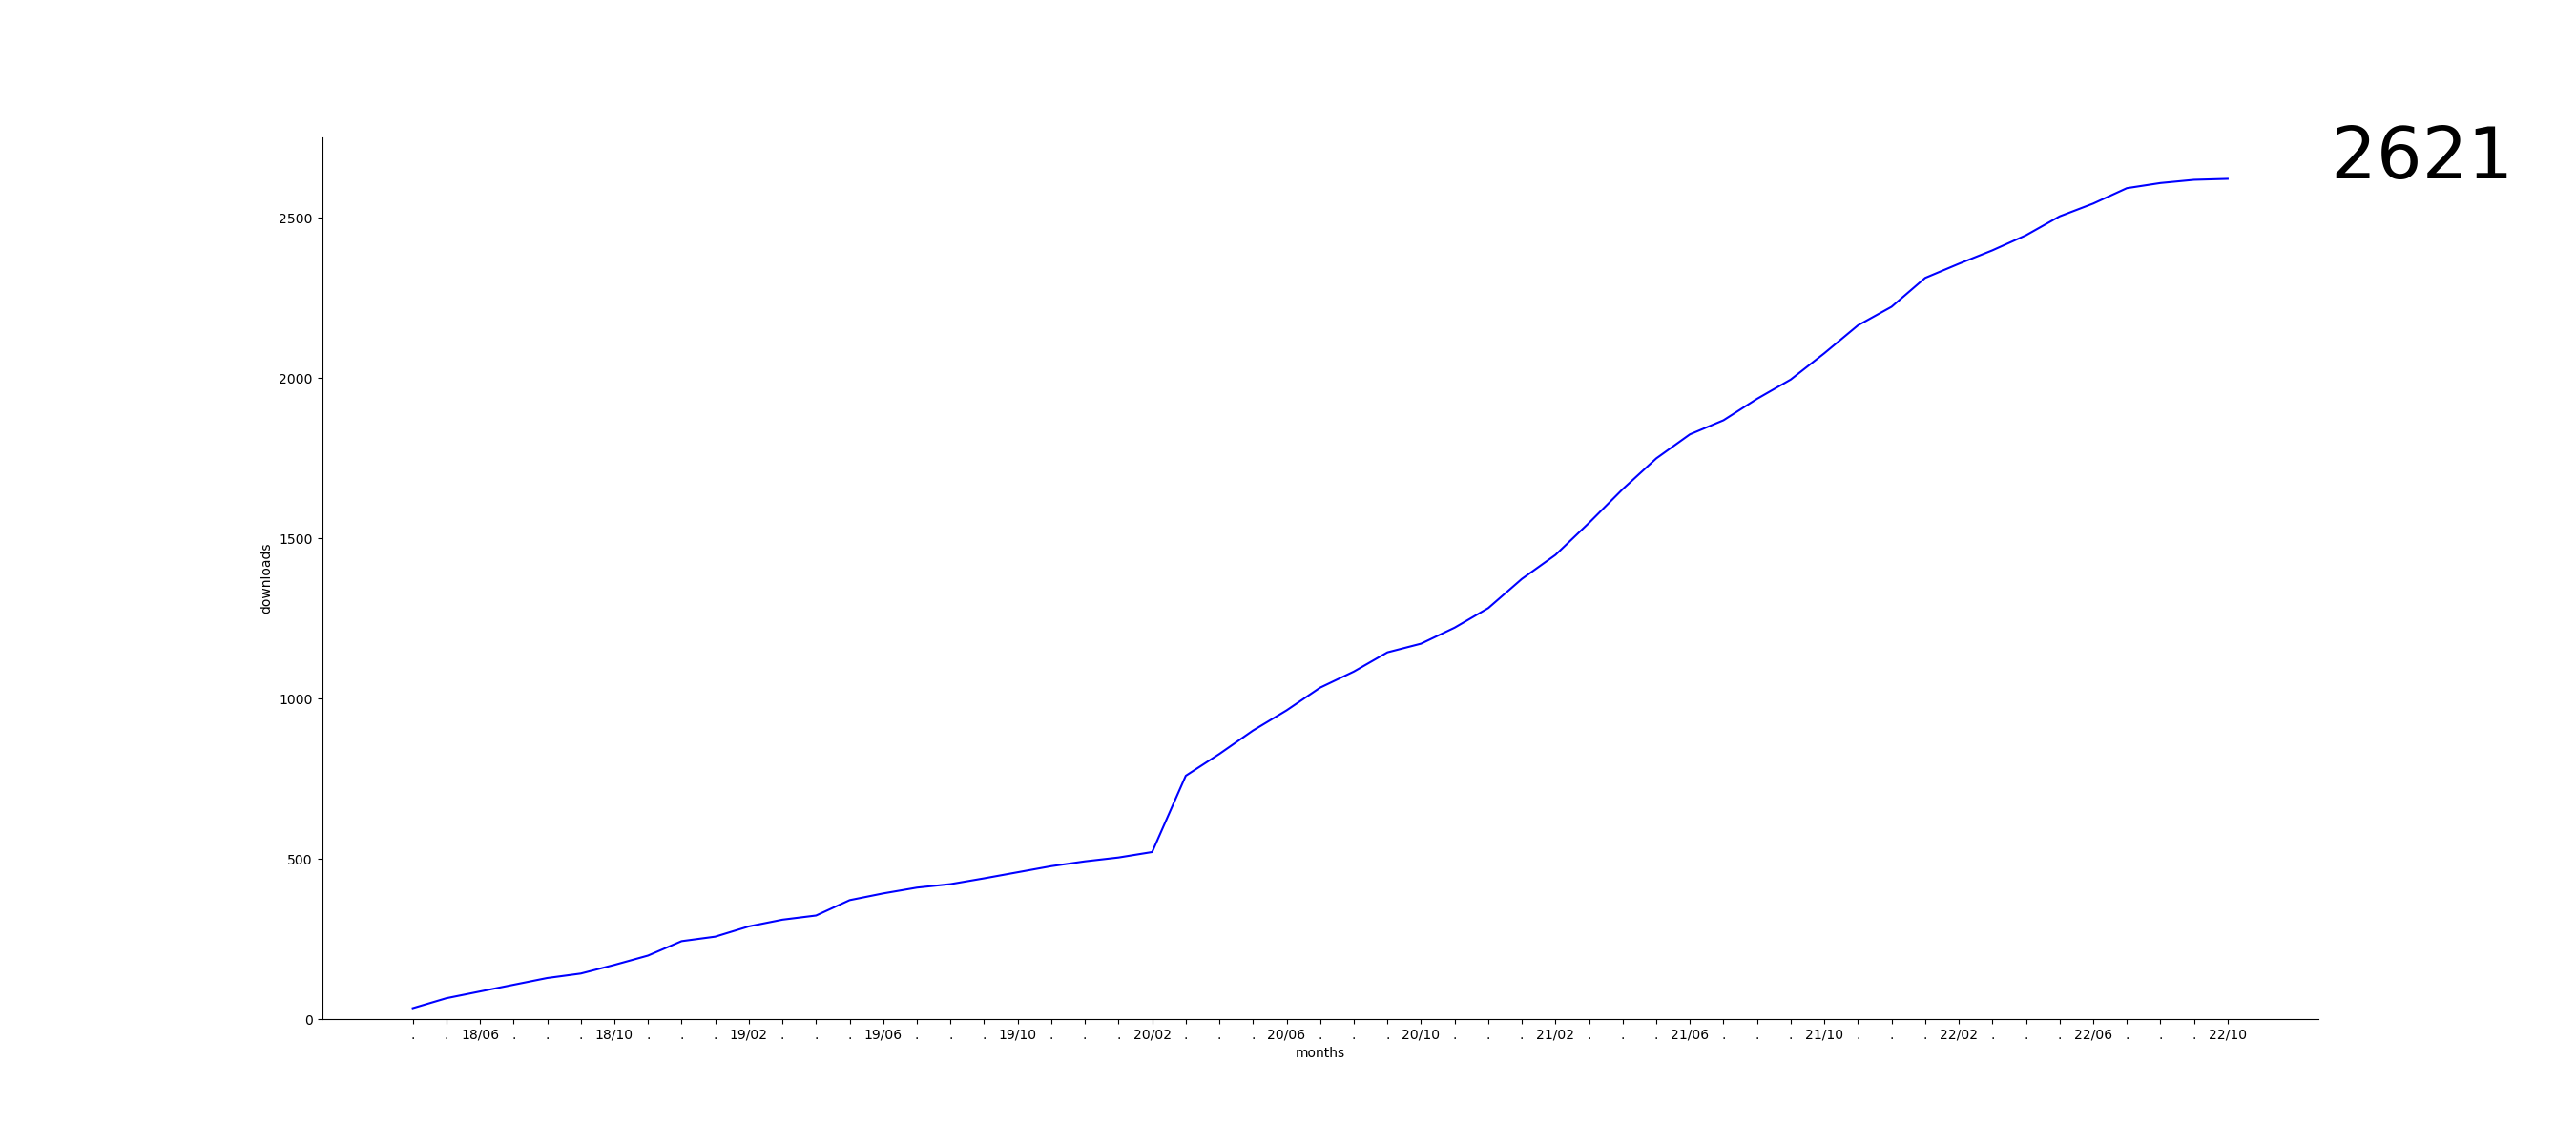 2621
2500
2000
1500
1000
500
0
downloads
. . 18/06 . . . 18/10 . . . 19/02 . . . 19/06 . . . 19/10 . . . 20/02 . . . 20/06 . . . 20/10 . . . 21/02 . . . 21/06 . . . 21/10 . . . 22/02 . . . 22/06 . . . 22/10
months